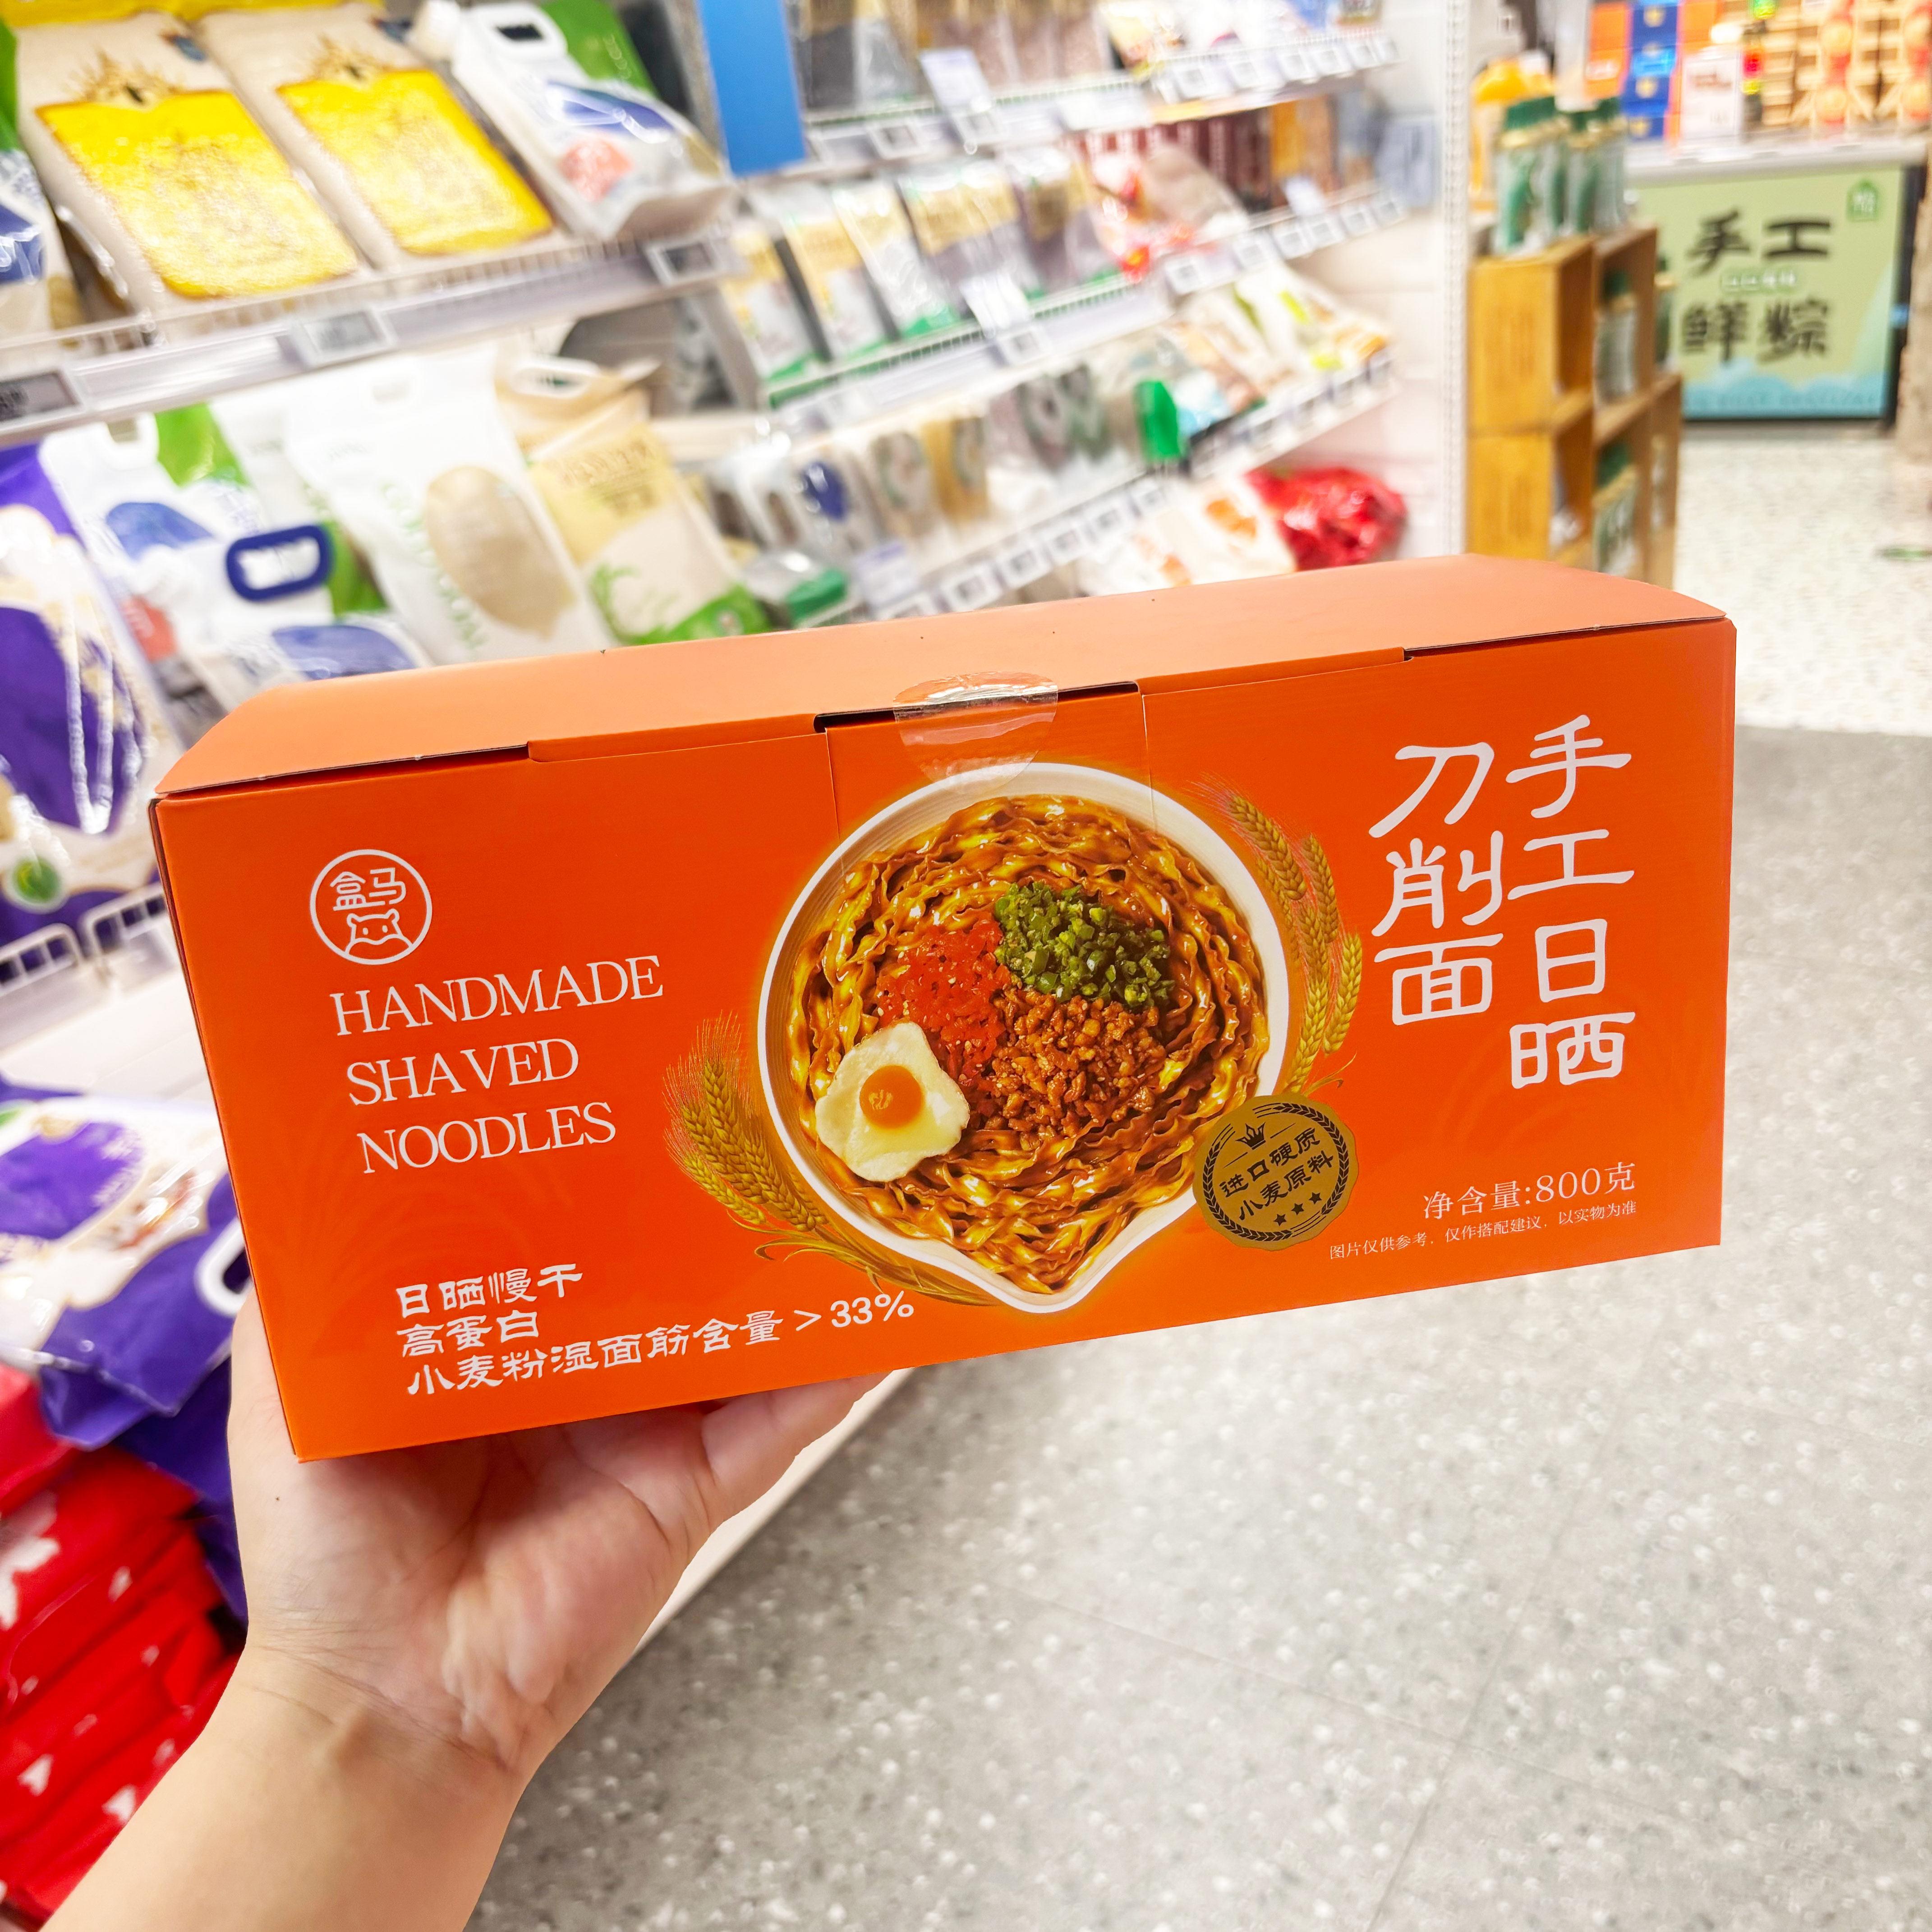 手工
鲜粽
盒马
HANDMADE
SHAVED
NOODLES
手工日晒
刀削面
进口硬质
小麦原料
净含量:800克
图片仅供参考，仅作搭配建议，以实物为准
日晒慢干
高蛋白
小麦粉湿面筋含量>33%